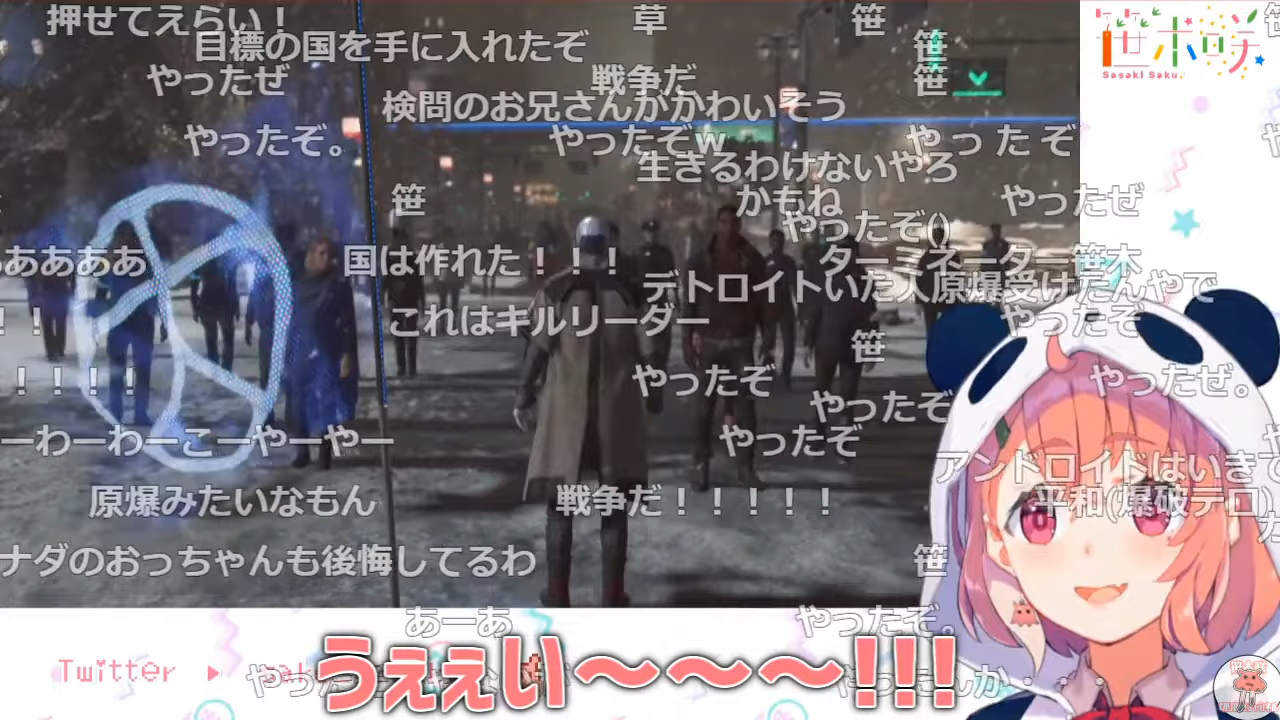 押せてえらい！
草
笹
笹木咲
Sasaki Saku.
目標の国を手に入れたぞ
笹
やったぜ
戦争だ
笹
検問のお兄さんがかわいそう
やったぞ。
やったぞw
やったぞ
生きるわけないやろ
笹
かもね
やったぜ
やったぞ()
ああああ
国は作れた！！！
ターミネーター
笹木
デトロイトいた人原爆受けたんやで
！！
これはキルリーダー
やったぞ
笹
！！！！
やったぞ
やったぜ。
やったぞ
ーわーわーこーやーやー
やったぞ
アンドロイドはいきて
原爆みたいなもん
戦争だ！！！！！
平和(爆破テロ)
ナダのおっちゃんも後悔してるわ
笹
あーあ
やったぞ。
Twitter
うぇぇい～～～!!!